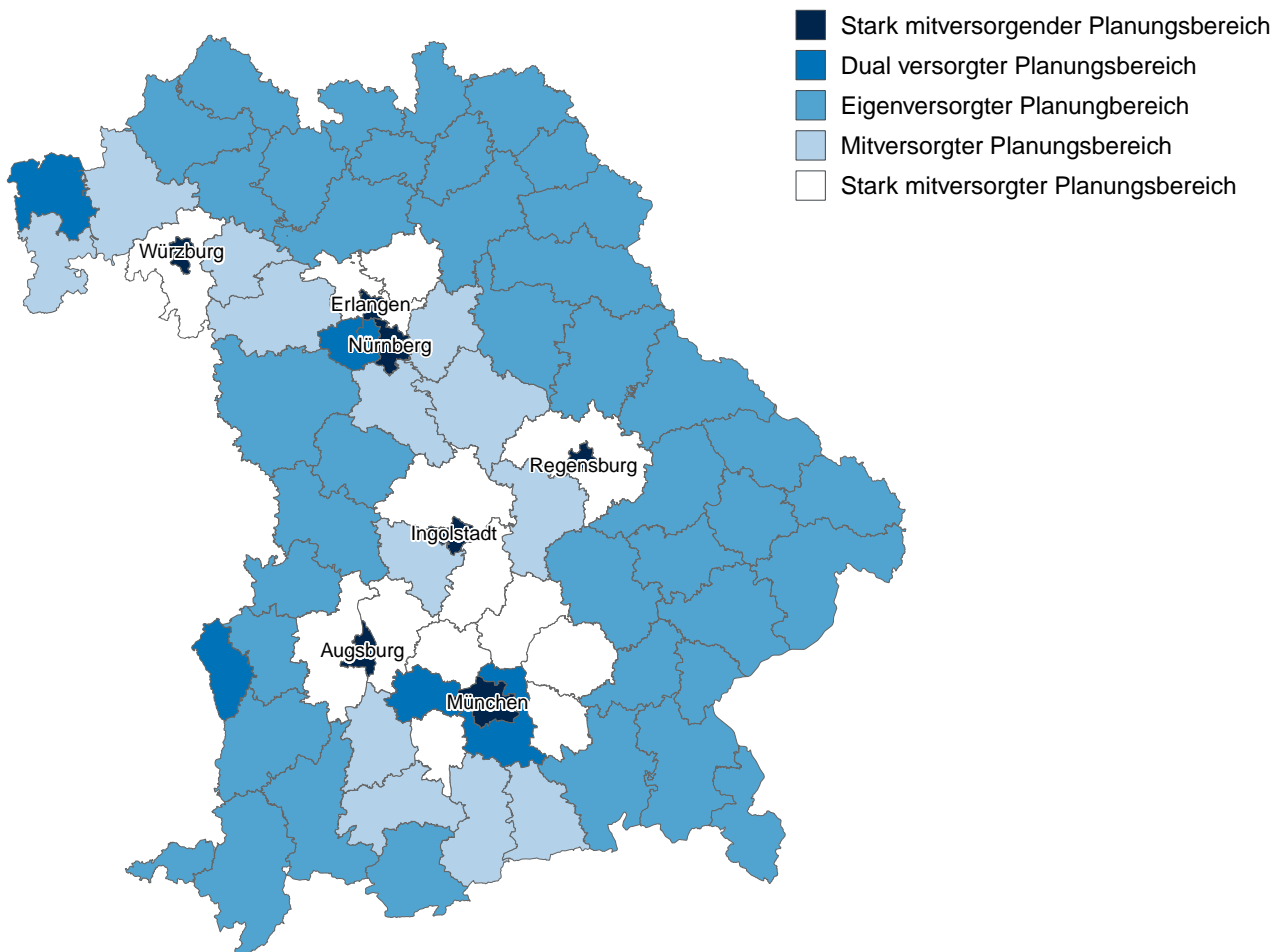 Stark mitversorgender Planungsbereich
Dual versorgter Planungsbereich
Eigenversorgter Planungbereich
Mitversorgter Planungsbereich
Stark mitversorgter Planungsbereich
Würzburg
Erlangen
Nürnberg
Regensburg
Ingolstadt
Augsburg
München